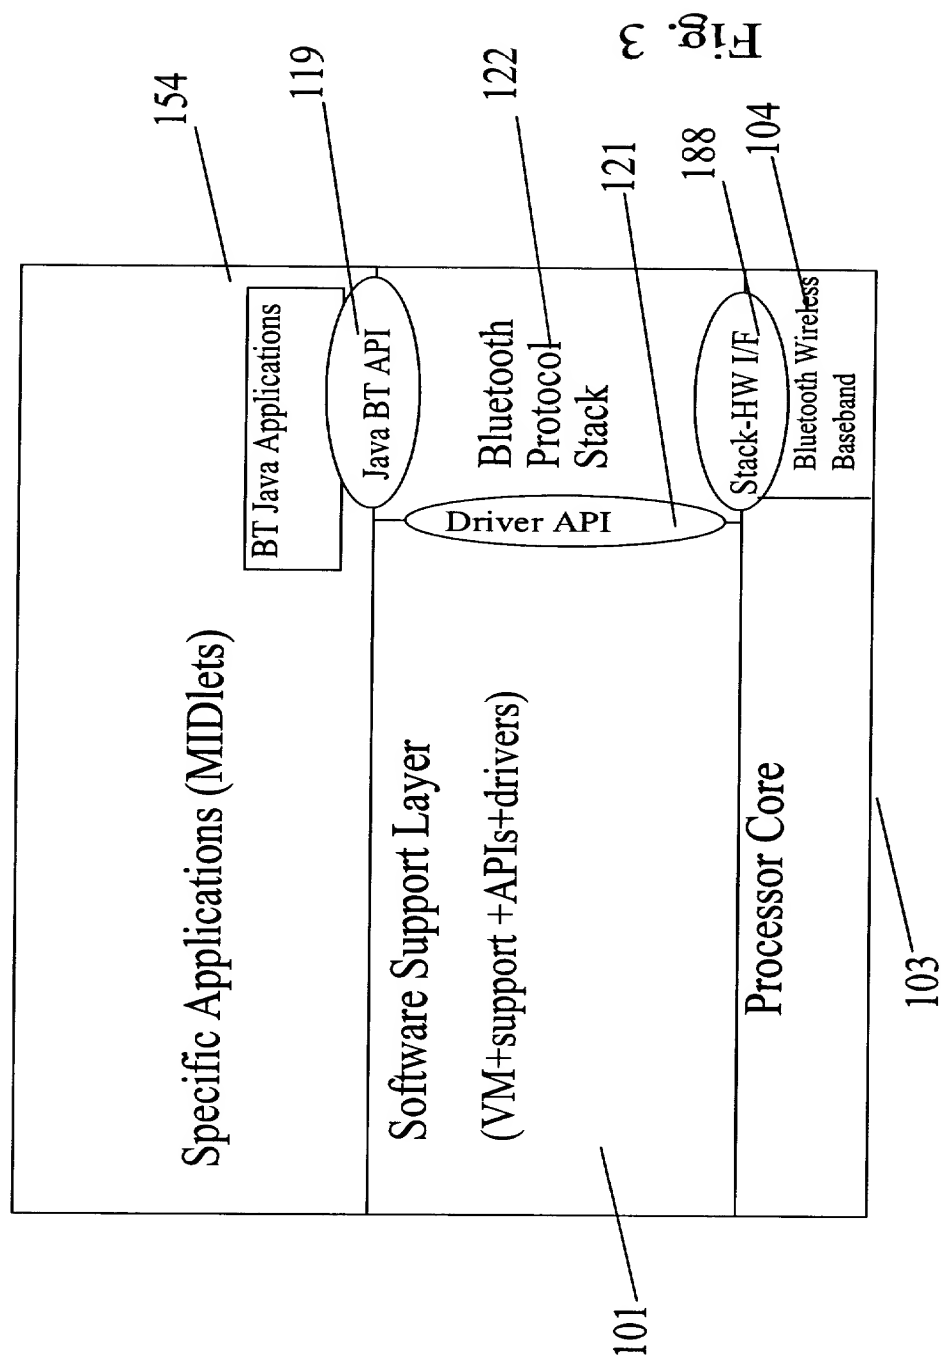 154
119
122
121
188
104
Specific Applications (MIDlets)
BT Java Applications
Java BT API
Software Support Layer
(VM+support +APIs+drivers)
Driver API
Bluetooth
Protocol
Stack
Stack-HW I/F
Processor Core
Bluetooth Wireless
Baseband
101
103
Fig. 3